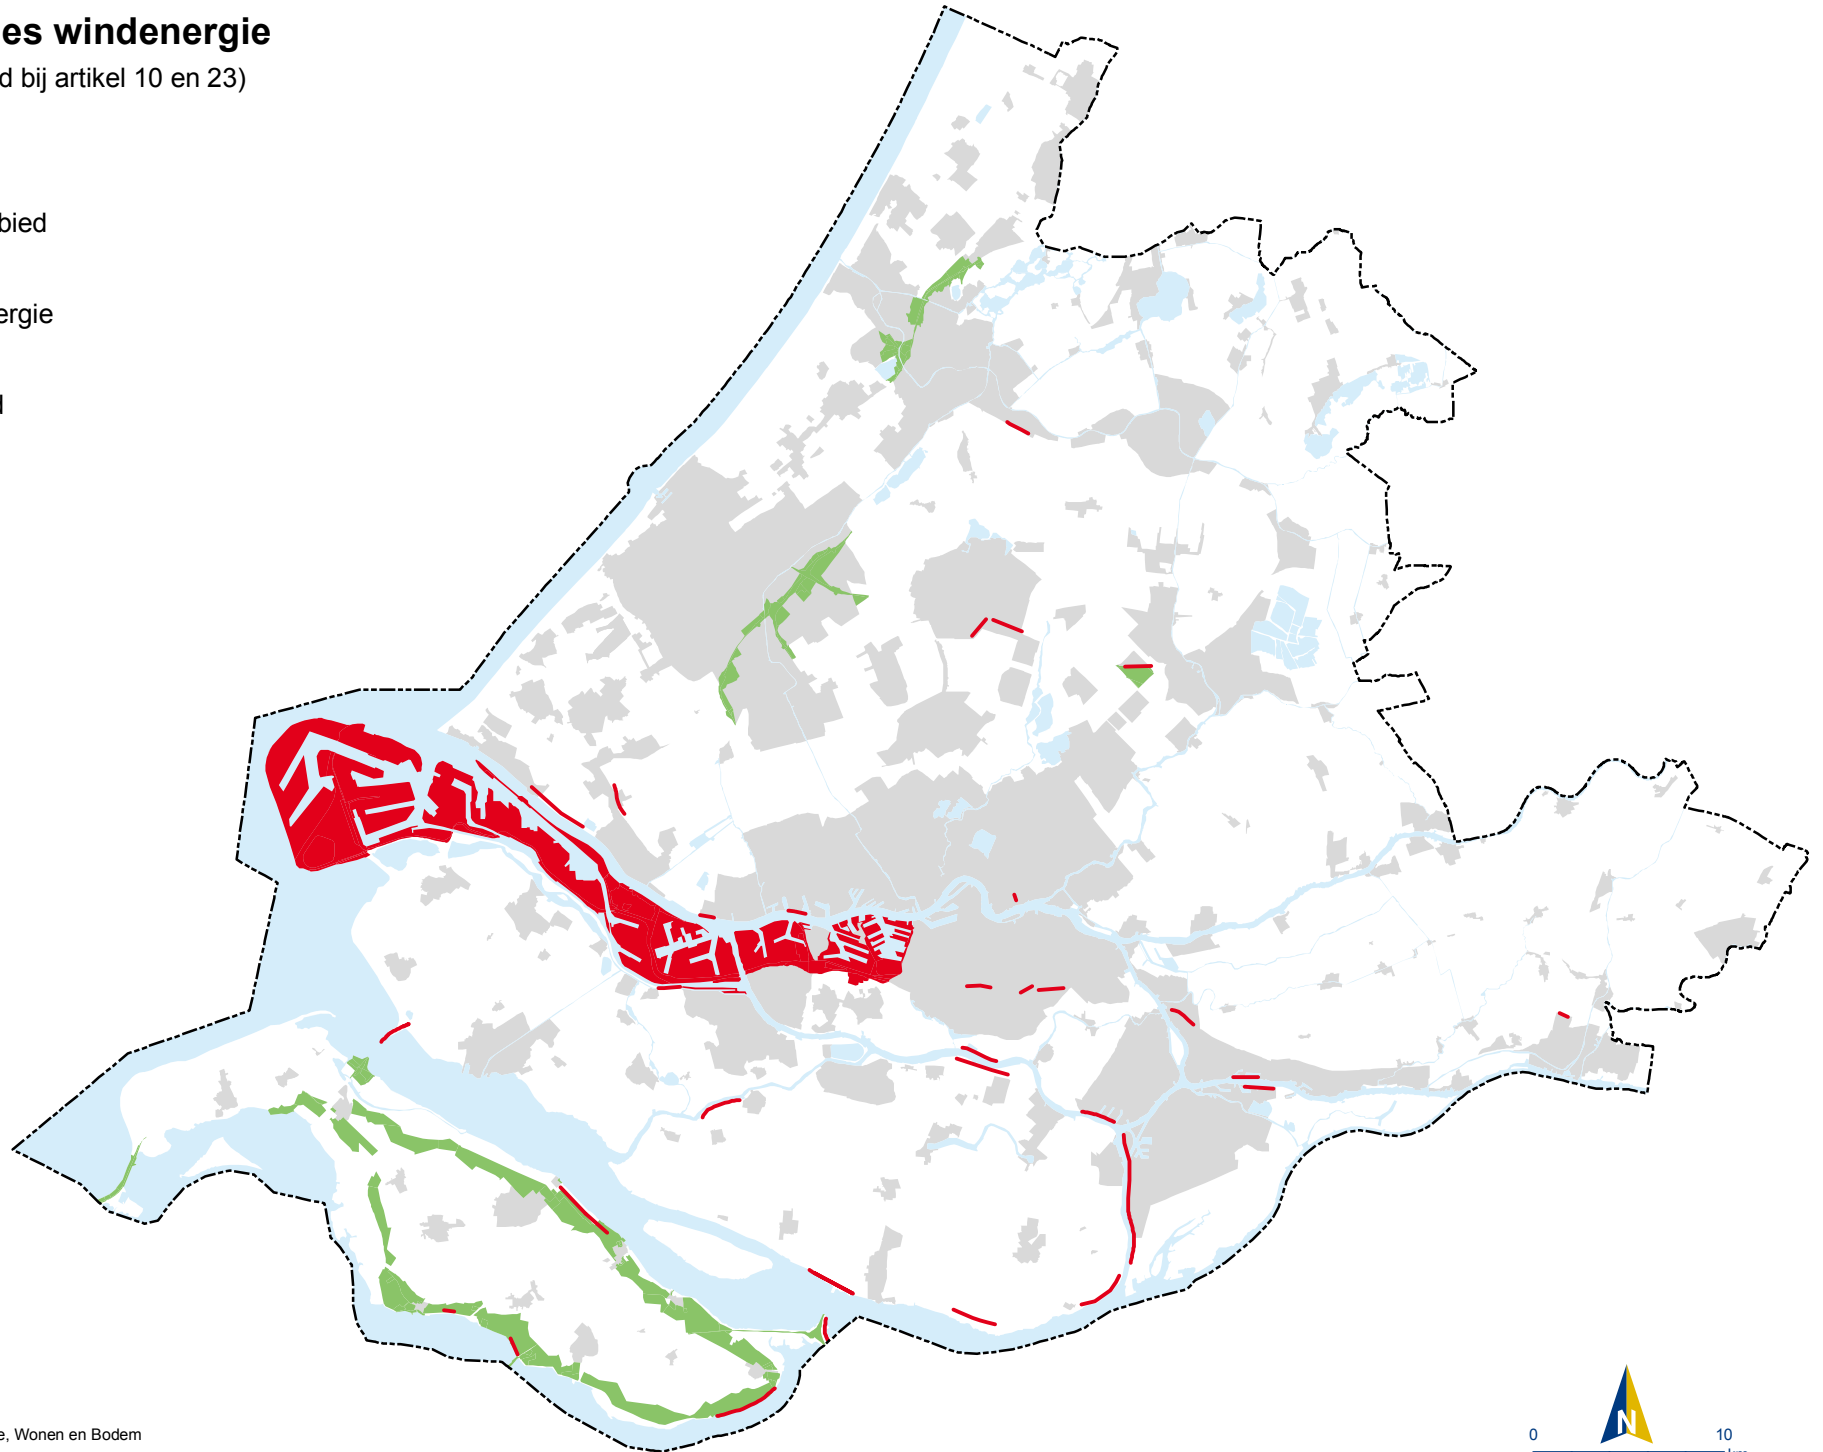 es windenergie
d bij artikel 10 en 23)
bied
ergie
e, Wonen en Bodem
N
0 10